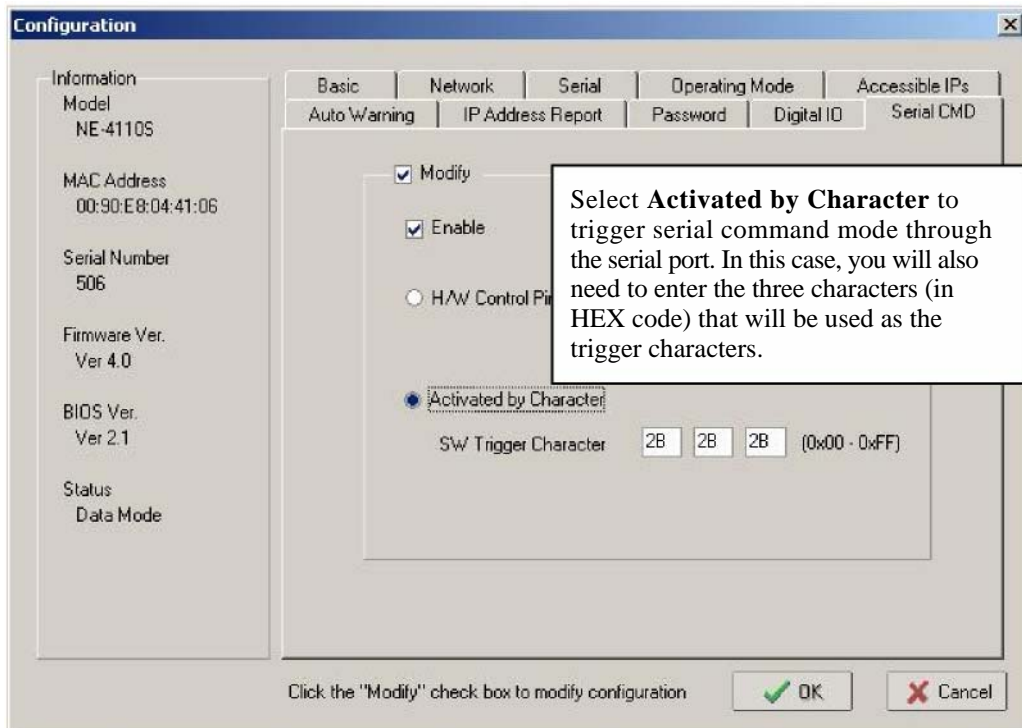 Configuration
Information
Model
NE-4110S
MAC Address
00:90:E8:04:41:06
Serial Number
506
Firmware Ver.
Ver 4.0
BIOS Ver.
Ver 2.1
Status
Data Mode
Basic Network Serial Operating Mode Accessible IPs
Auto Warning IP Address Report Password Digital IO Serial CMD
Modify
Enable
H/W Control
Select Activated by Character to
trigger serial command mode through
the serial port. In this case, you will also
need to enter the three characters (in
HEX code) that will be used as the
trigger characters.
Activated by Character
SW Trigger Character 2B 2B 2B (0x00 - 0xFF)
Click the "Modify" check box to modify configuration
OK
Cancel